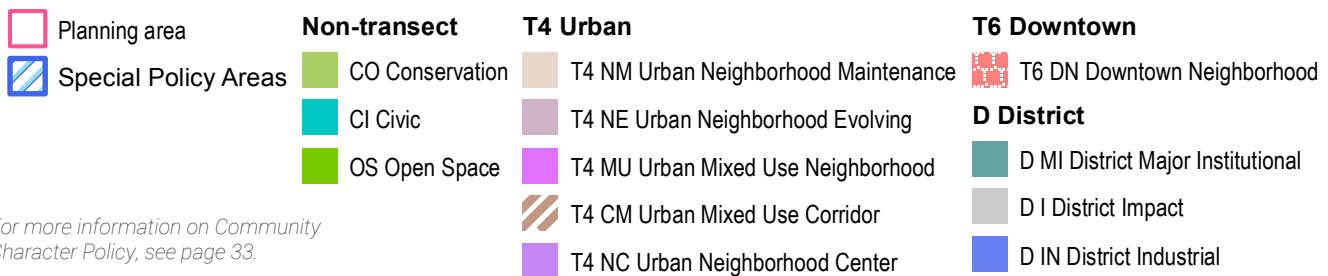 Planning area
Special Policy Areas
Non-transect
CO Conservation
CI Civic
OS Open Space
T4 Urban
T4 NM Urban Neighborhood Maintenance
T4 NE Urban Neighborhood Evolving
T4 MU Urban Mixed Use Neighborhood
T4 CM Urban Mixed Use Corridor
T4 NC Urban Neighborhood Center
T6 Downtown
T6 DN Downtown Neighborhood
D District
D MI District Major Institutional
D I District Impact
D IN District Industrial
or more information on Community
haracter Policy, see page 33.